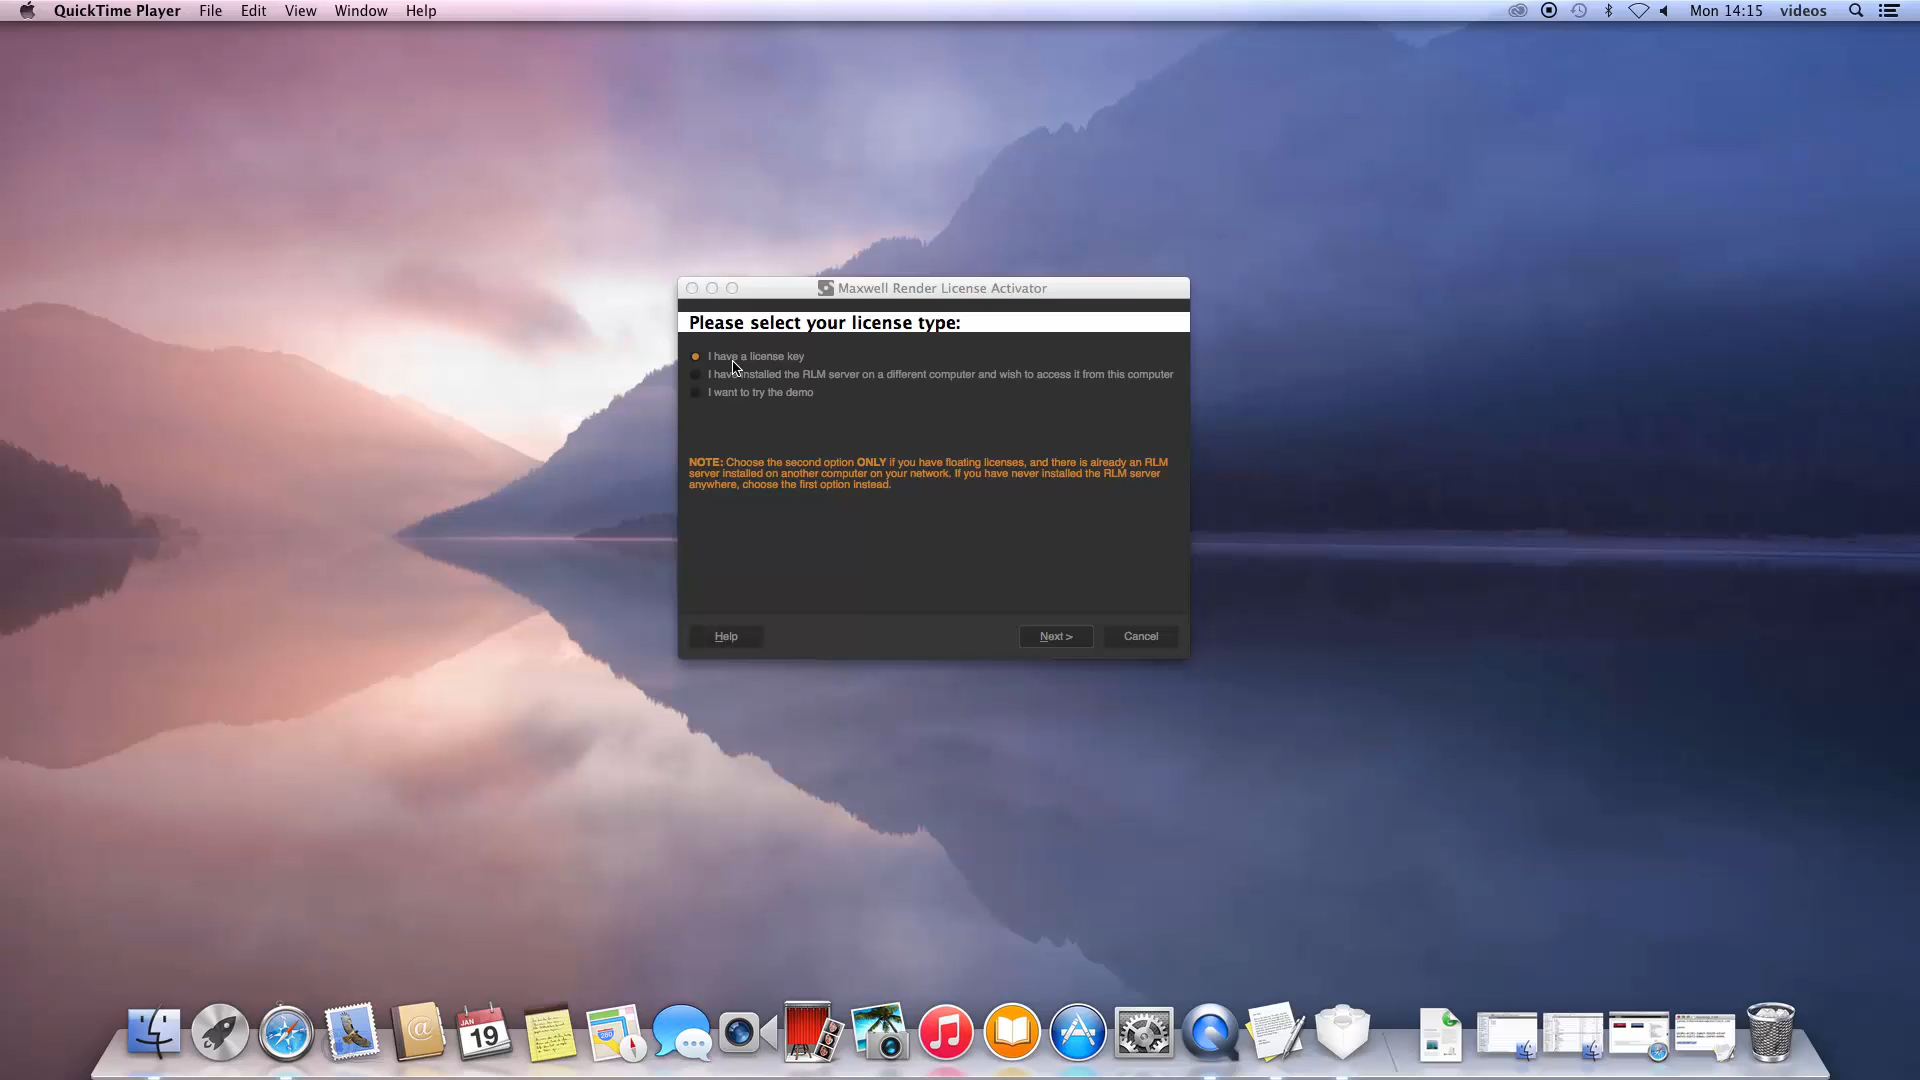 QuickTime Player File Edit View Window Help
Mon 14:15 videos
Maxwell Render License Activator
Please select your license type:
I have a license key
I have installed the RLM server on a different computer and wish to access it from this computer
I want to try the demo
NOTE: Choose the second option ONLY if you have floating licenses, and there is already an RLM
server installed on another computer on your network. If you have never installed the RLM server
anywhere, choose the first option instead.
Help Next > Cancel
JAN
19
280